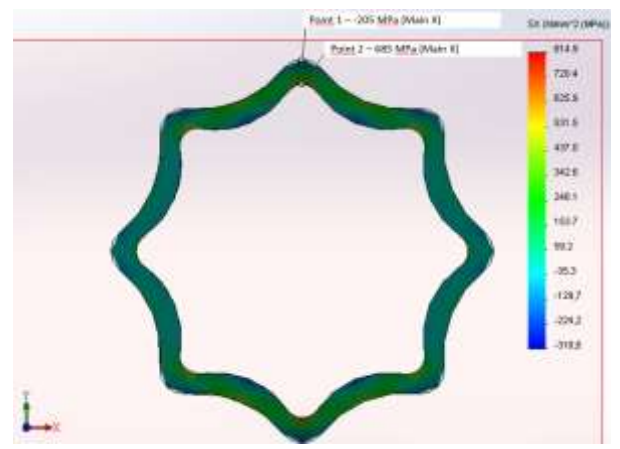 Point 1 – -205 MPa (Main X)
Point 2 – 685 MPa (Main X)
SX (N/mm^2 (MPa))
814.9
720.4
625.9
531.5
437.0
342.6
248.1
153.7
59.2
-35.3
-129.7
-224.2
-318.6
Y
X